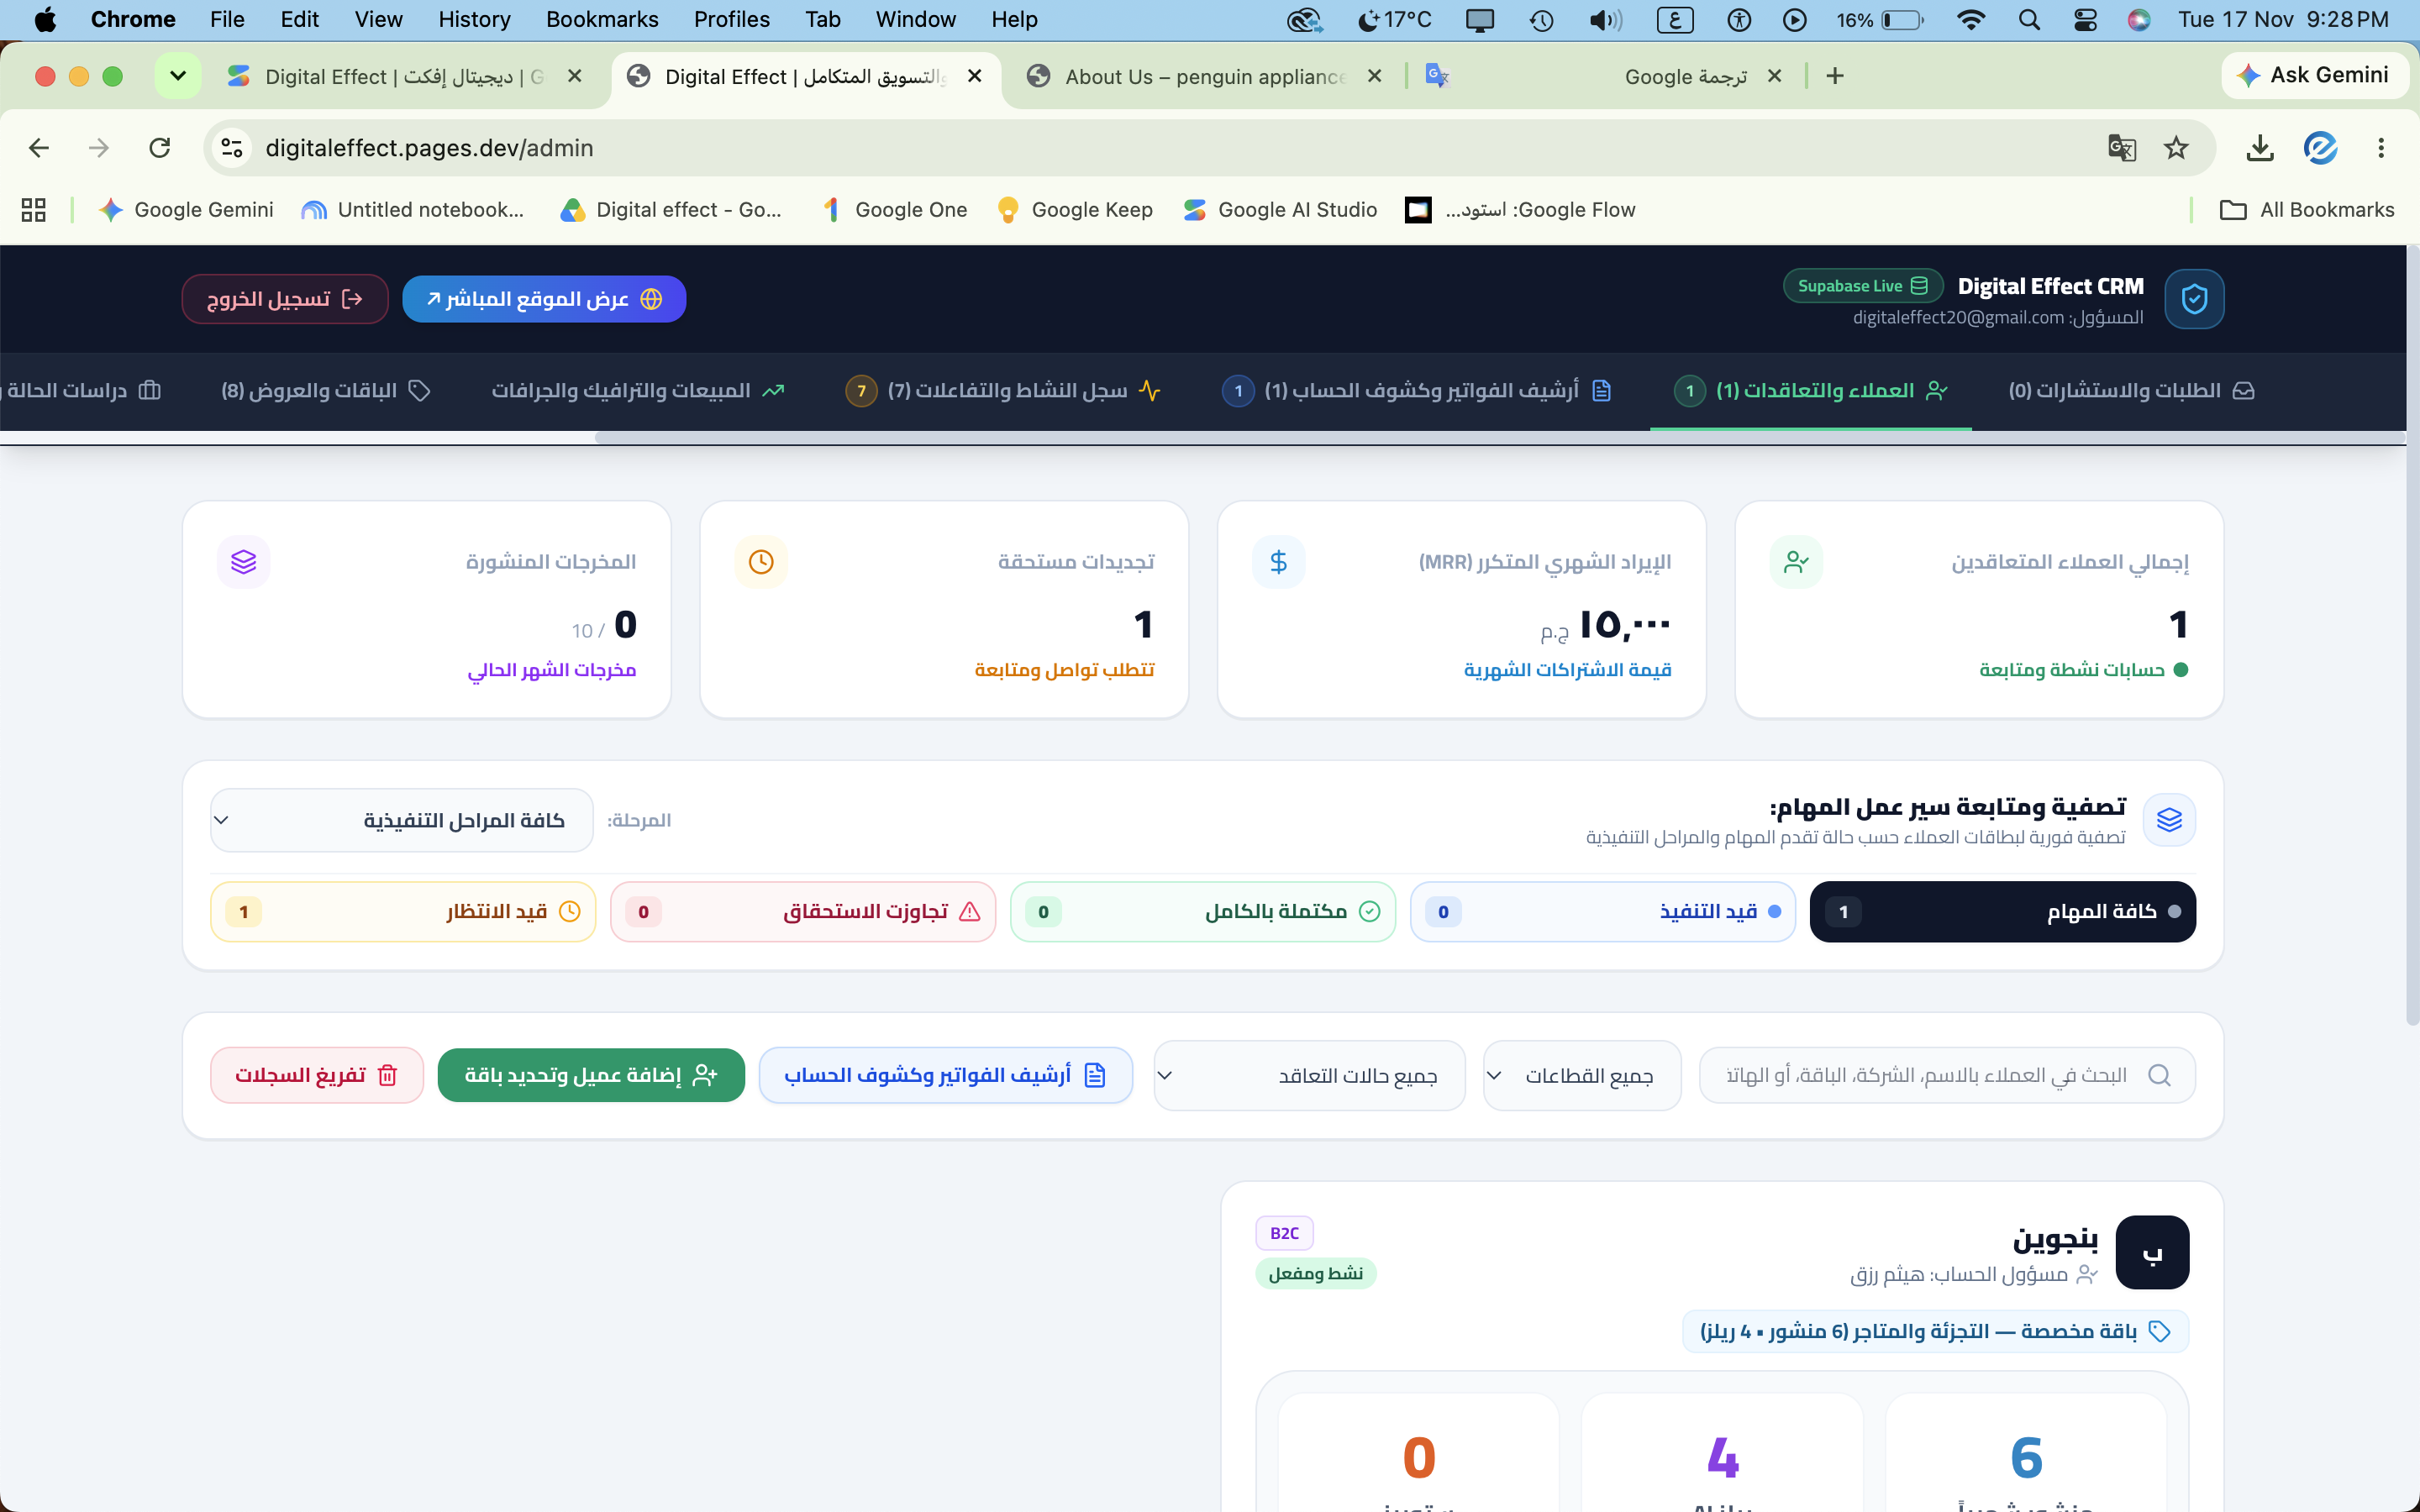 Chrome File Edit View History Bookmarks Profiles Tab Window Help 17°C ع 16% Tue 17 Nov 9:28 PM
Digital Effect | ديجيتال إفكت | G
Digital Effect | والتسويق المتكامل
About Us – penguin appliance
ترجمة Google
Ask Gemini
digitaleffect.pages.dev/admin
Google Gemini
Untitled notebook...
Digital effect - Go...
Google One
Google Keep
Google AI Studio
Google Flow: استود...
All Bookmarks
Digital Effect CRM
Supabase Live
المسؤول: digitaleffect20@gmail.com
عرض الموقع المباشر
تسجيل الخروج
الطلبات والاستشارات (0)
العملاء والتعاقدات (1) 1
أرشيف الفواتير وكشوف الحساب (1) 1
سجل النشاط والتفاعلات (7) 7
المبيعات والترافيك والجرافات
الباقات والعروض (8)
دراسات الحالة
إجمالي العملاء المتعاقدين
1
حسابات نشطة ومتابعة
الإيراد الشهري المتكرر (MRR)
١٥,٠٠٠ ج.م
قيمة الاشتراكات الشهرية
تجديدات مستحقة
1
تتطلب تواصل ومتابعة
المخرجات المنشورة
0 / 10
مخرجات الشهر الحالي
تصفية ومتابعة سير عمل المهام:
تصفية فورية لبطاقات العملاء حسب حالة تقدم المهام والمراحل التنفيذية
المرحلة:
كافة المراحل التنفيذية
كافة المهام 1
قيد التنفيذ 0
مكتملة بالكامل 0
تجاوزت الاستحقاق 0
قيد الانتظار 1
البحث في العملاء بالاسم، الشركة، الباقة، أو الهاتف
جميع القطاعات
جميع حالات التعاقد
أرشيف الفواتير وكشوف الحساب
إضافة عميل وتحديد باقة
تفريغ السجلات
ب
بنجوين
مسؤول الحساب: هيثم رزق
B2C
نشط ومفعل
باقة مخصصة — التجزئة والمتاجر (6 منشور • 4 ريلز)
6
4
0